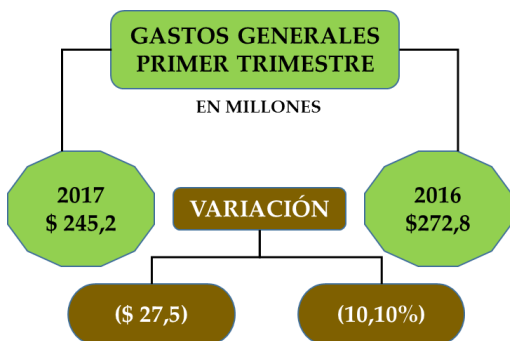 GASTOS GENERALES
PRIMER TRIMESTRE
EN MILLONES
2017
$ 245,2
2016
$272,8
VARIACIÓN
($ 27,5)
(10,10%)